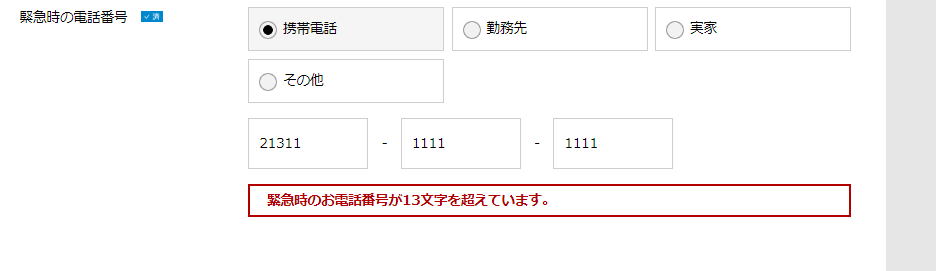 緊急時の電話番号 ✓済
携帯電話 勤務先 実家
その他
21311 - 1111 - 1111
緊急時のお電話番号が13文字を超えています。